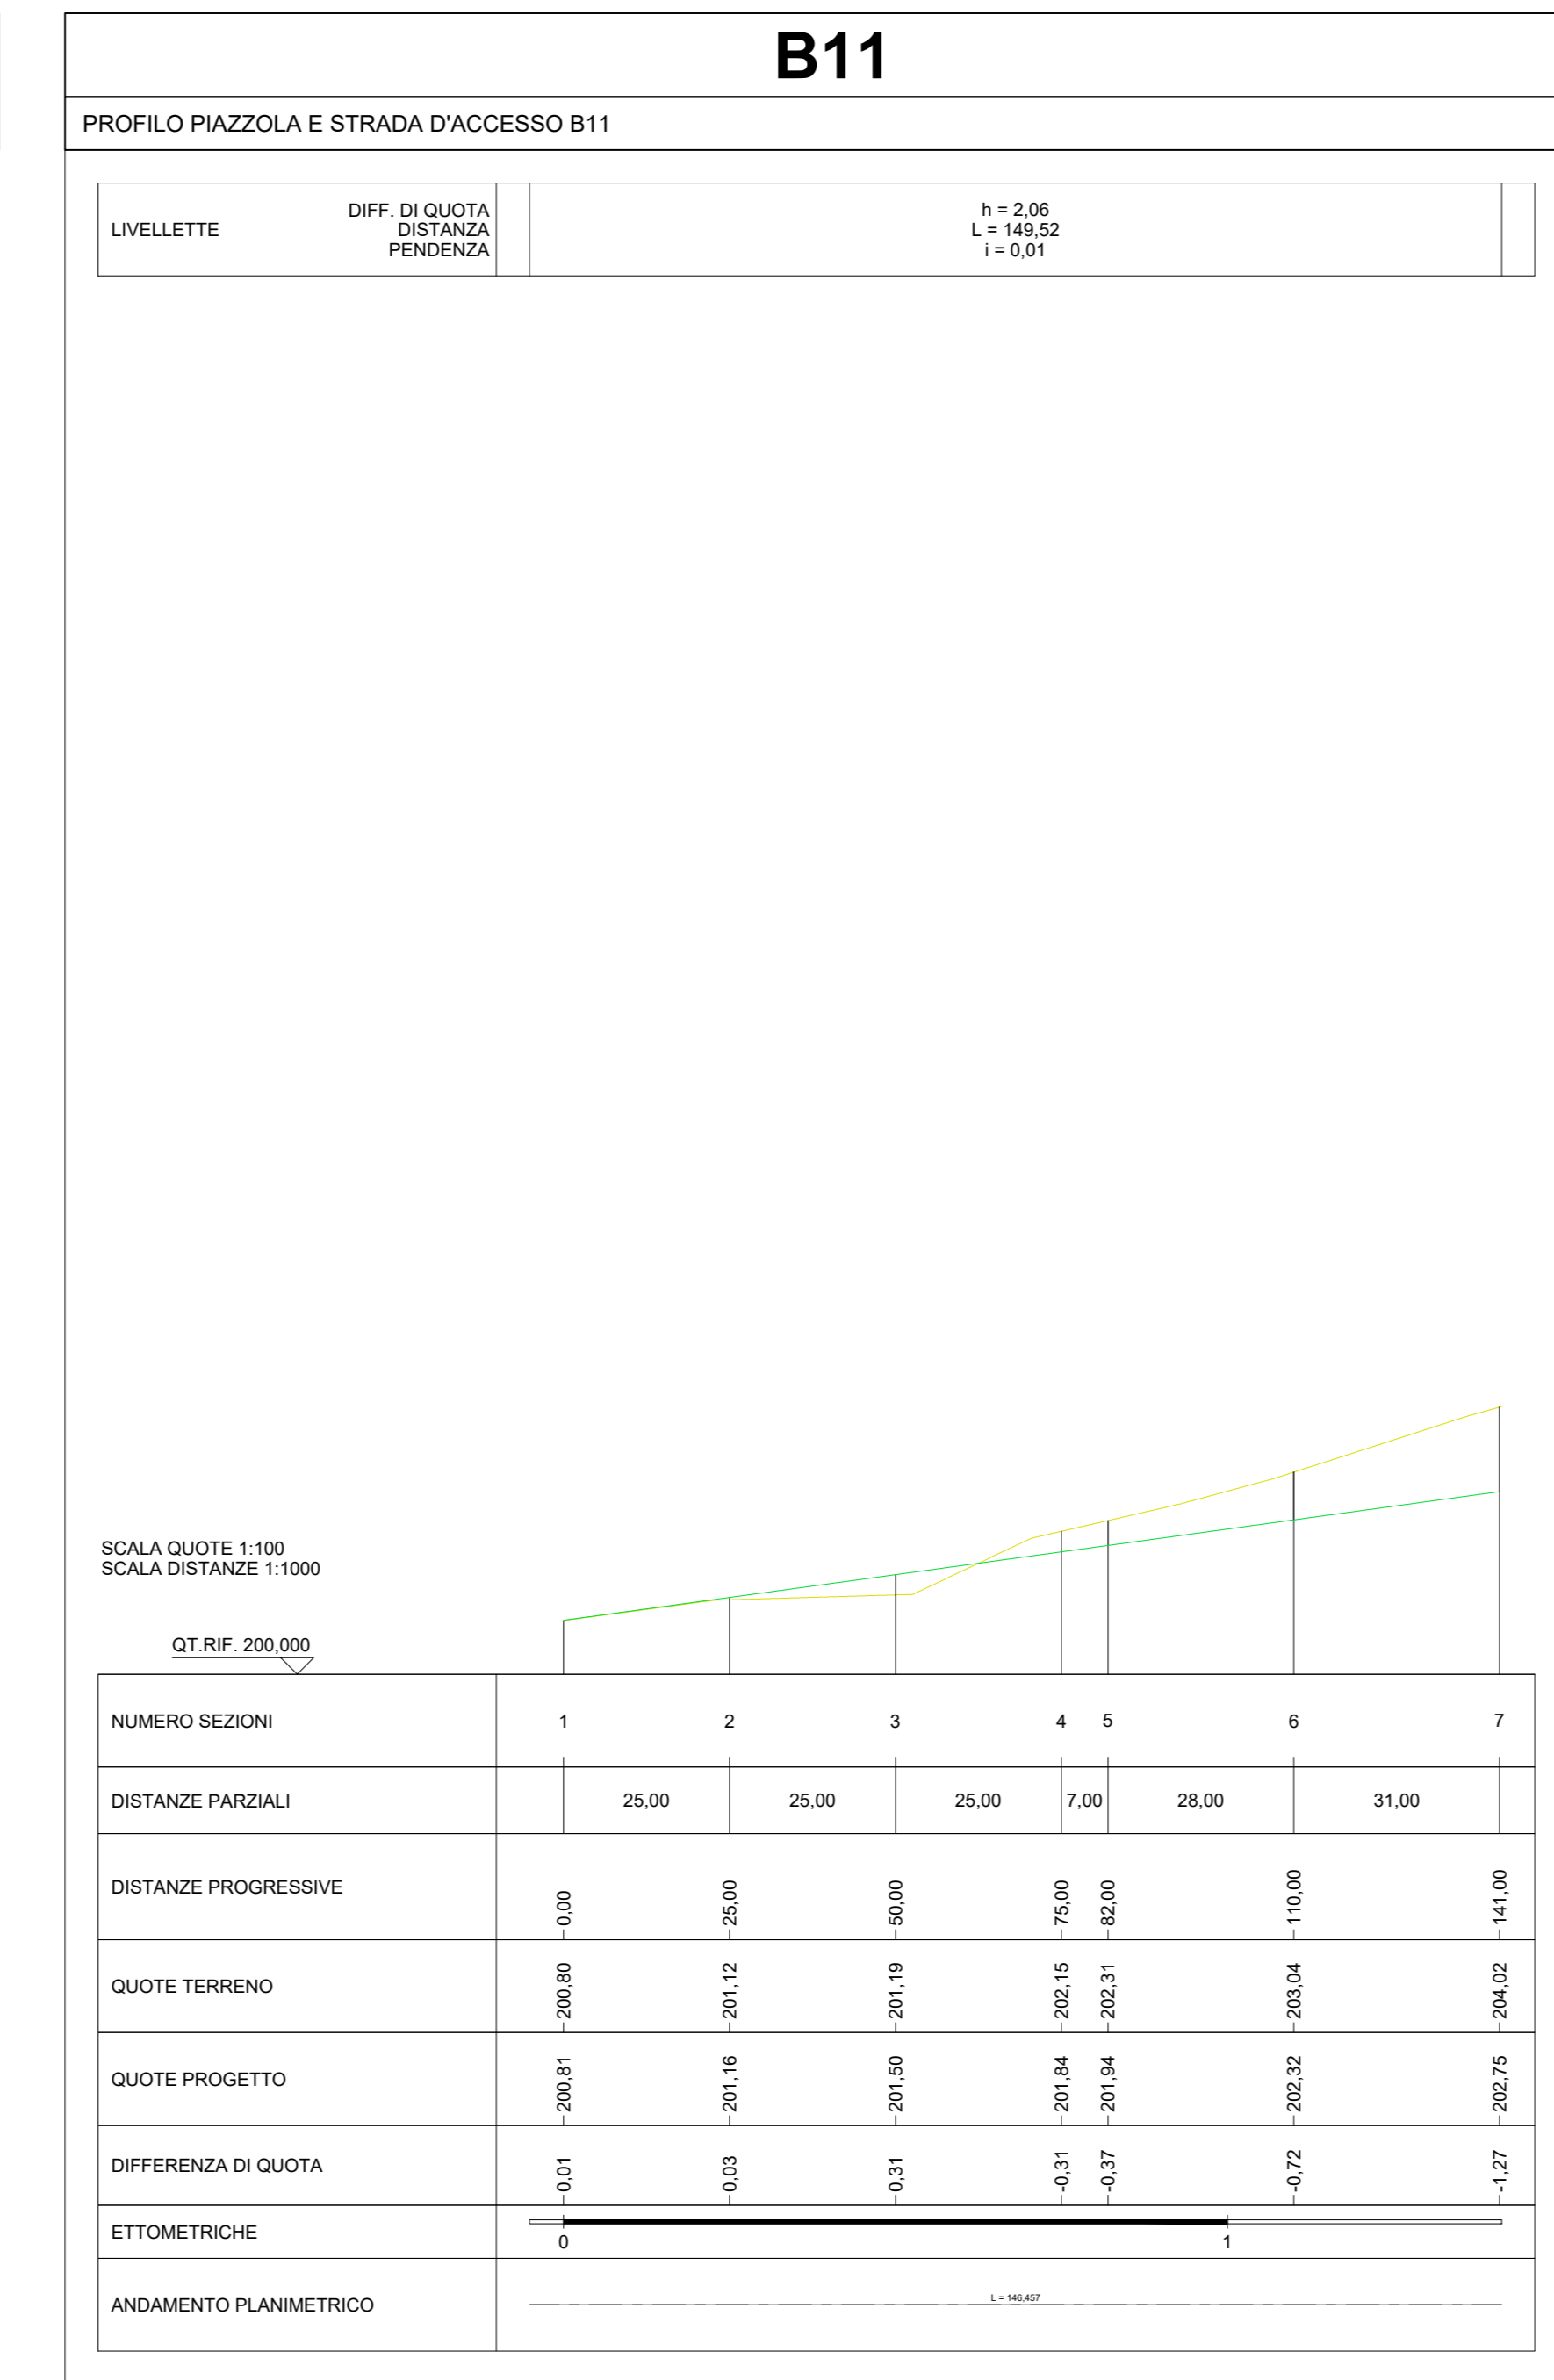 B11
PROFILO PIAZZOLA E STRADA D'ACCESSO B11
LIVELLETTE
DIFF. DI QUOTA
DISTANZA
PENDENZA
h = 2,06
L = 149,52
i = 0,01
SCALA QUOTE 1:100
SCALA DISTANZE 1:1000
QT.RIF. 200,000
NUMERO SEZIONI 1 2 3 4 5 6 7
DISTANZE PARZIALI 25,00 25,00 25,00 7,00 28,00 31,00
DISTANZE PROGRESSIVE 0,00 25,00 50,00 75,00 82,00 110,00 141,00
QUOTE TERRENO 200,80 201,12 201,19 202,15 202,31 203,04 204,02
QUOTE PROGETTO 200,81 201,16 201,50 201,84 201,94 202,32 202,75
DIFFERENZA DI QUOTA 0,01 0,03 0,31 -0,31 -0,37 -0,72 -1,27
ETTOMETRICHE 0 1
ANDAMENTO PLANIMETRICO L = 146,457